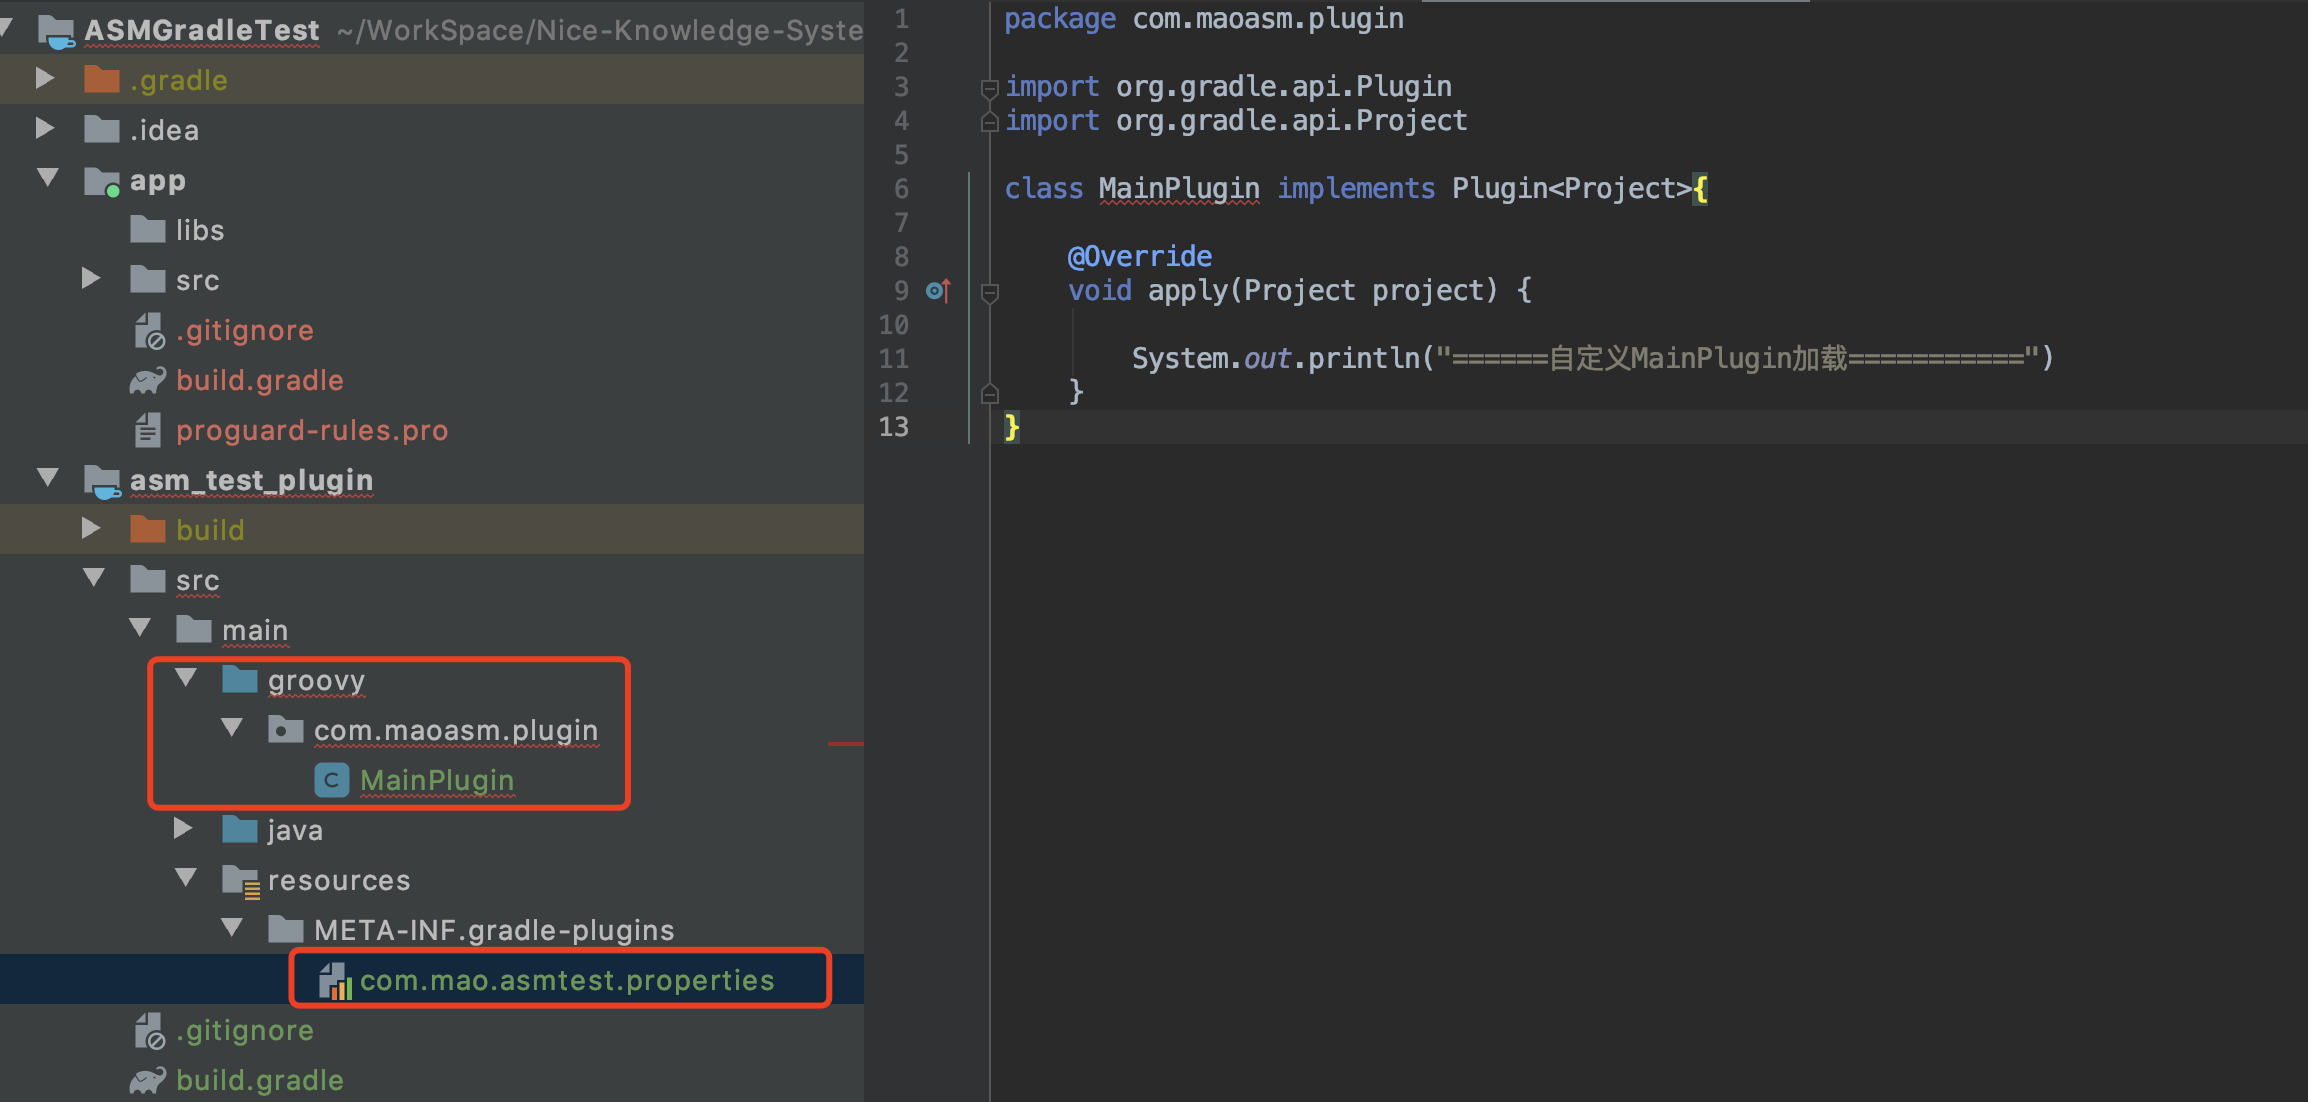 ASMGradleTest ~/WorkSpace/Nice-Knowledge-Syste
.gradle
.idea
app
libs
src
.gitignore
build.gradle
proguard-rules.pro
asm_test_plugin
build
src
main
groovy
com.maoasm.plugin
C MainPlugin
java
resources
META-INF.gradle-plugins
com.mao.asmtest.properties
.gitignore
build.gradle
1 package com.maoasm.plugin
2
3 import org.gradle.api.Plugin
4 import org.gradle.api.Project
5
6 class MainPlugin implements Plugin<Project>{
7
8 @Override
9 void apply(Project project) {
10
11 System.out.println("======自定义MainPlugin加载===========")
12 }
13 }